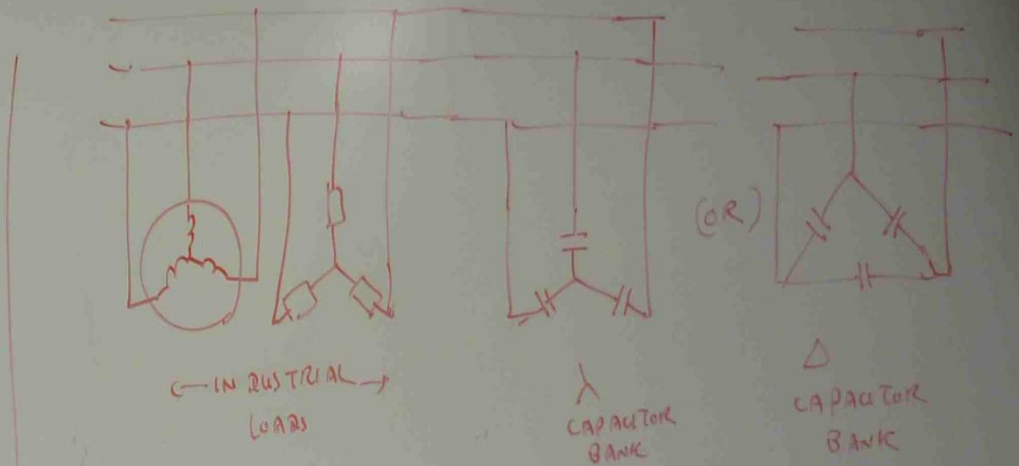 (OR)
INDUSTRIAL
LOADS
CAPACITOR
BANK
Δ
CAPACITOR
BANK